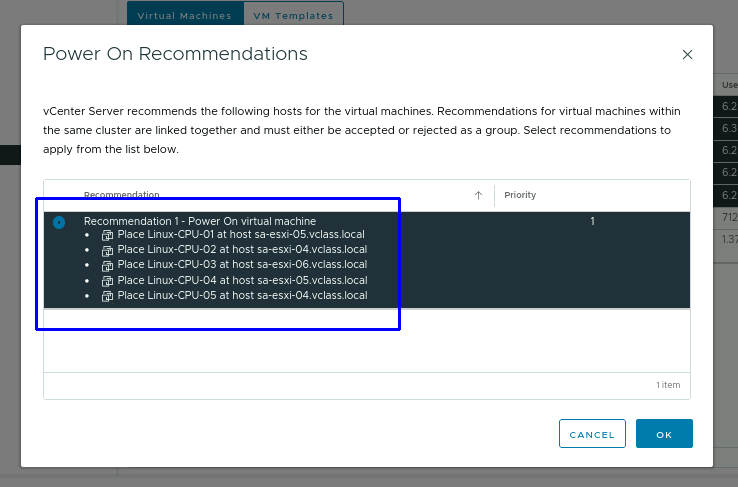 Virtual Machines
VM Templates
Power On Recommendations
Use
vCenter Server recommends the following hosts for the virtual machines. Recommendations for virtual machines within
the same cluster are linked together and must either be accepted or rejected as a group. Select recommendations to
apply from the list below.
6.2
6.3
6.2
6.2
6.2
712
1.37
Recommendation
Priority
Recommendation 1 - Power On virtual machine
1
• Place Linux-CPU-01 at host sa-esxi-05.vclass.local
• Place Linux-CPU-02 at host sa-esxi-04.vclass.local
• Place Linux-CPU-03 at host sa-esxi-06.vclass.local
• Place Linux-CPU-04 at host sa-esxi-05.vclass.local
• Place Linux-CPU-05 at host sa-esxi-04.vclass.local
1 item
CANCEL
OK